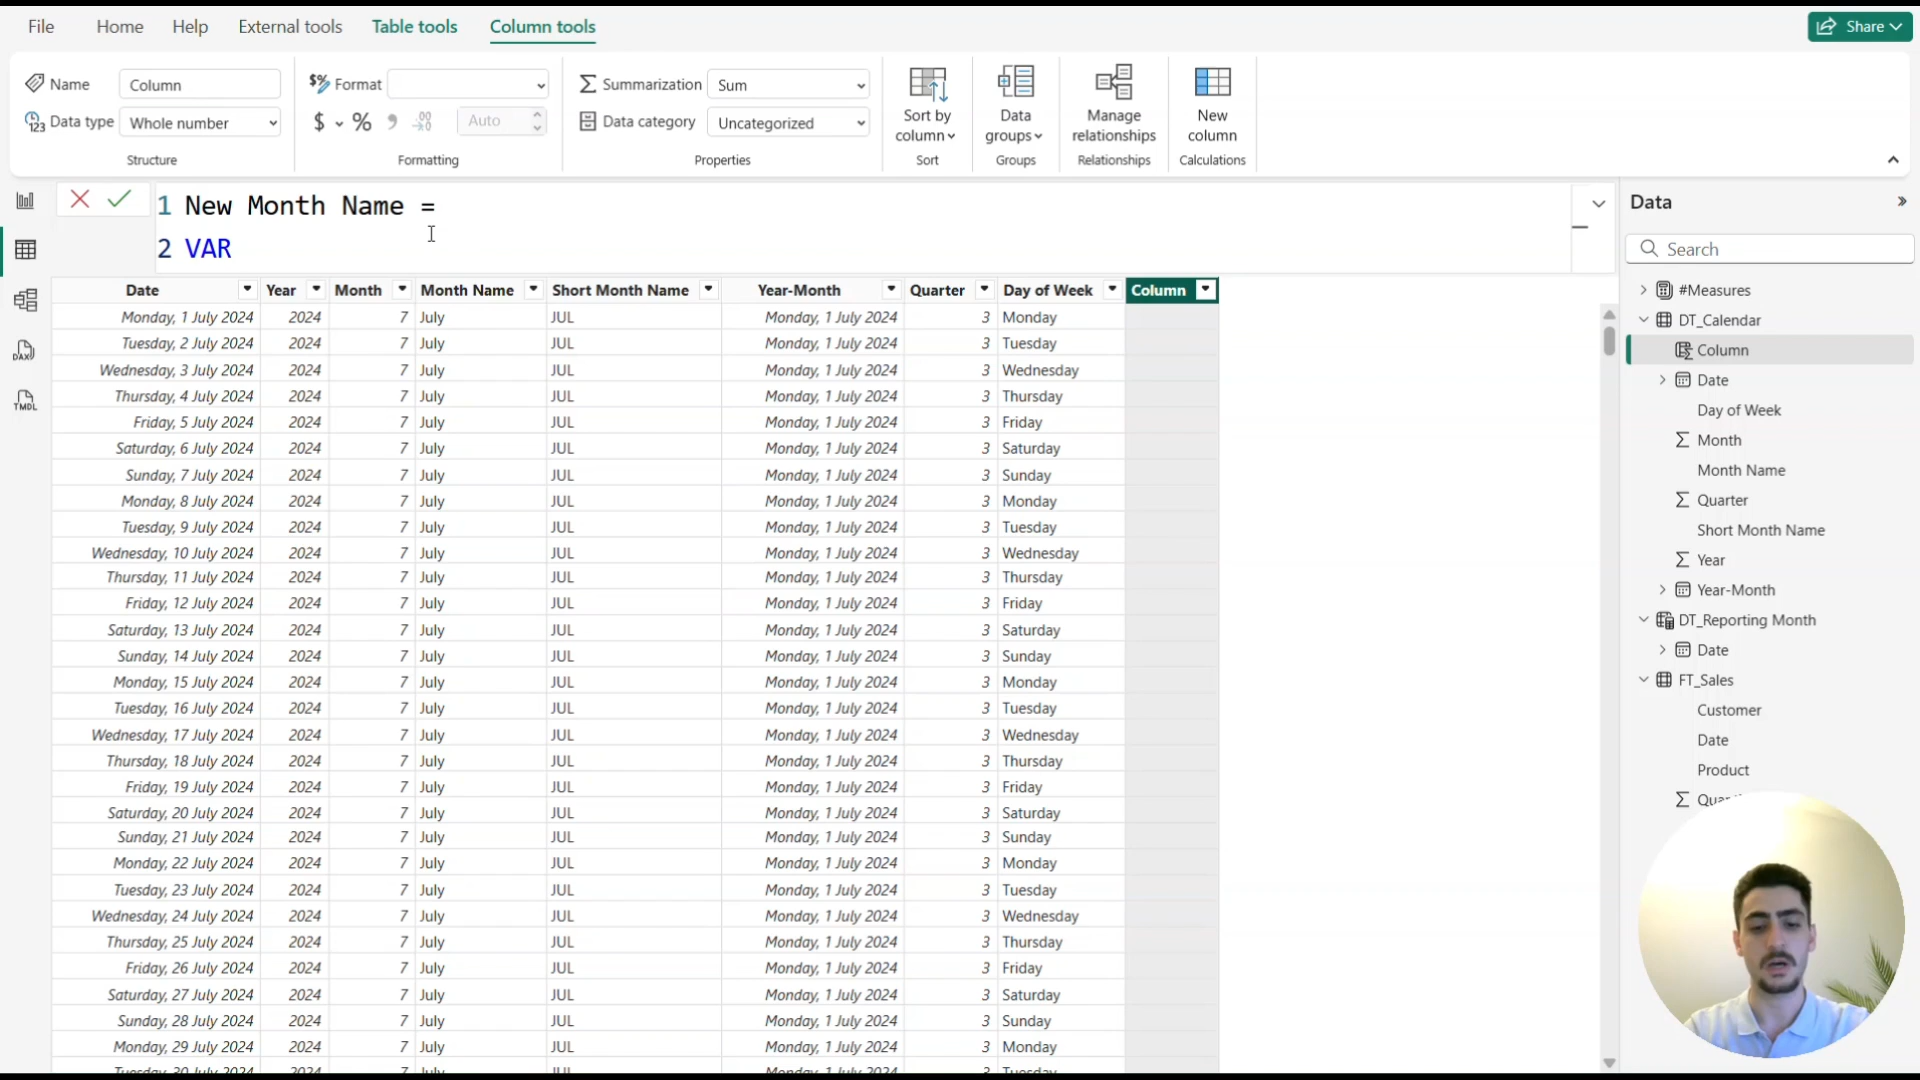 File Home Help External tools Table tools Column tools Share
Name Column $% Format Summarization Sum
Data type Whole number $ % Auto Data category Uncategorized
Sort by column Data groups Manage relationships New column
Structure Formatting Properties Sort Groups Relationships Calculations
1 New Month Name =
2 VAR
Date Year Month Month Name Short Month Name Year-Month Quarter Day of Week Column
Monday, 1 July 2024 2024 7 July JUL Monday, 1 July 2024 3 Monday
Tuesday, 2 July 2024 2024 7 July JUL Monday, 1 July 2024 3 Tuesday
Wednesday, 3 July 2024 2024 7 July JUL Monday, 1 July 2024 3 Wednesday
Thursday, 4 July 2024 2024 7 July JUL Monday, 1 July 2024 3 Thursday
Friday, 5 July 2024 2024 7 July JUL Monday, 1 July 2024 3 Friday
Saturday, 6 July 2024 2024 7 July JUL Monday, 1 July 2024 3 Saturday
Sunday, 7 July 2024 2024 7 July JUL Monday, 1 July 2024 3 Sunday
Monday, 8 July 2024 2024 7 July JUL Monday, 1 July 2024 3 Monday
Tuesday, 9 July 2024 2024 7 July JUL Monday, 1 July 2024 3 Tuesday
Wednesday, 10 July 2024 2024 7 July JUL Monday, 1 July 2024 3 Wednesday
Thursday, 11 July 2024 2024 7 July JUL Monday, 1 July 2024 3 Thursday
Friday, 12 July 2024 2024 7 July JUL Monday, 1 July 2024 3 Friday
Saturday, 13 July 2024 2024 7 July JUL Monday, 1 July 2024 3 Saturday
Sunday, 14 July 2024 2024 7 July JUL Monday, 1 July 2024 3 Sunday
Monday, 15 July 2024 2024 7 July JUL Monday, 1 July 2024 3 Monday
Tuesday, 16 July 2024 2024 7 July JUL Monday, 1 July 2024 3 Tuesday
Wednesday, 17 July 2024 2024 7 July JUL Monday, 1 July 2024 3 Wednesday
Thursday, 18 July 2024 2024 7 July JUL Monday, 1 July 2024 3 Thursday
Friday, 19 July 2024 2024 7 July JUL Monday, 1 July 2024 3 Friday
Saturday, 20 July 2024 2024 7 July JUL Monday, 1 July 2024 3 Saturday
Sunday, 21 July 2024 2024 7 July JUL Monday, 1 July 2024 3 Sunday
Monday, 22 July 2024 2024 7 July JUL Monday, 1 July 2024 3 Monday
Tuesday, 23 July 2024 2024 7 July JUL Monday, 1 July 2024 3 Tuesday
Wednesday, 24 July 2024 2024 7 July JUL Monday, 1 July 2024 3 Wednesday
Thursday, 25 July 2024 2024 7 July JUL Monday, 1 July 2024 3 Thursday
Friday, 26 July 2024 2024 7 July JUL Monday, 1 July 2024 3 Friday
Saturday, 27 July 2024 2024 7 July JUL Monday, 1 July 2024 3 Saturday
Sunday, 28 July 2024 2024 7 July JUL Monday, 1 July 2024 3 Sunday
Monday, 29 July 2024 2024 7 July JUL Monday, 1 July 2024 3 Monday
DAX
TMDL
Data
Search
#Measures
DT_Calendar
Column
Date
Day of Week
Month
Month Name
Quarter
Short Month Name
Year
Year-Month
DT_Reporting Month
Date
FT_Sales
Customer
Date
Product